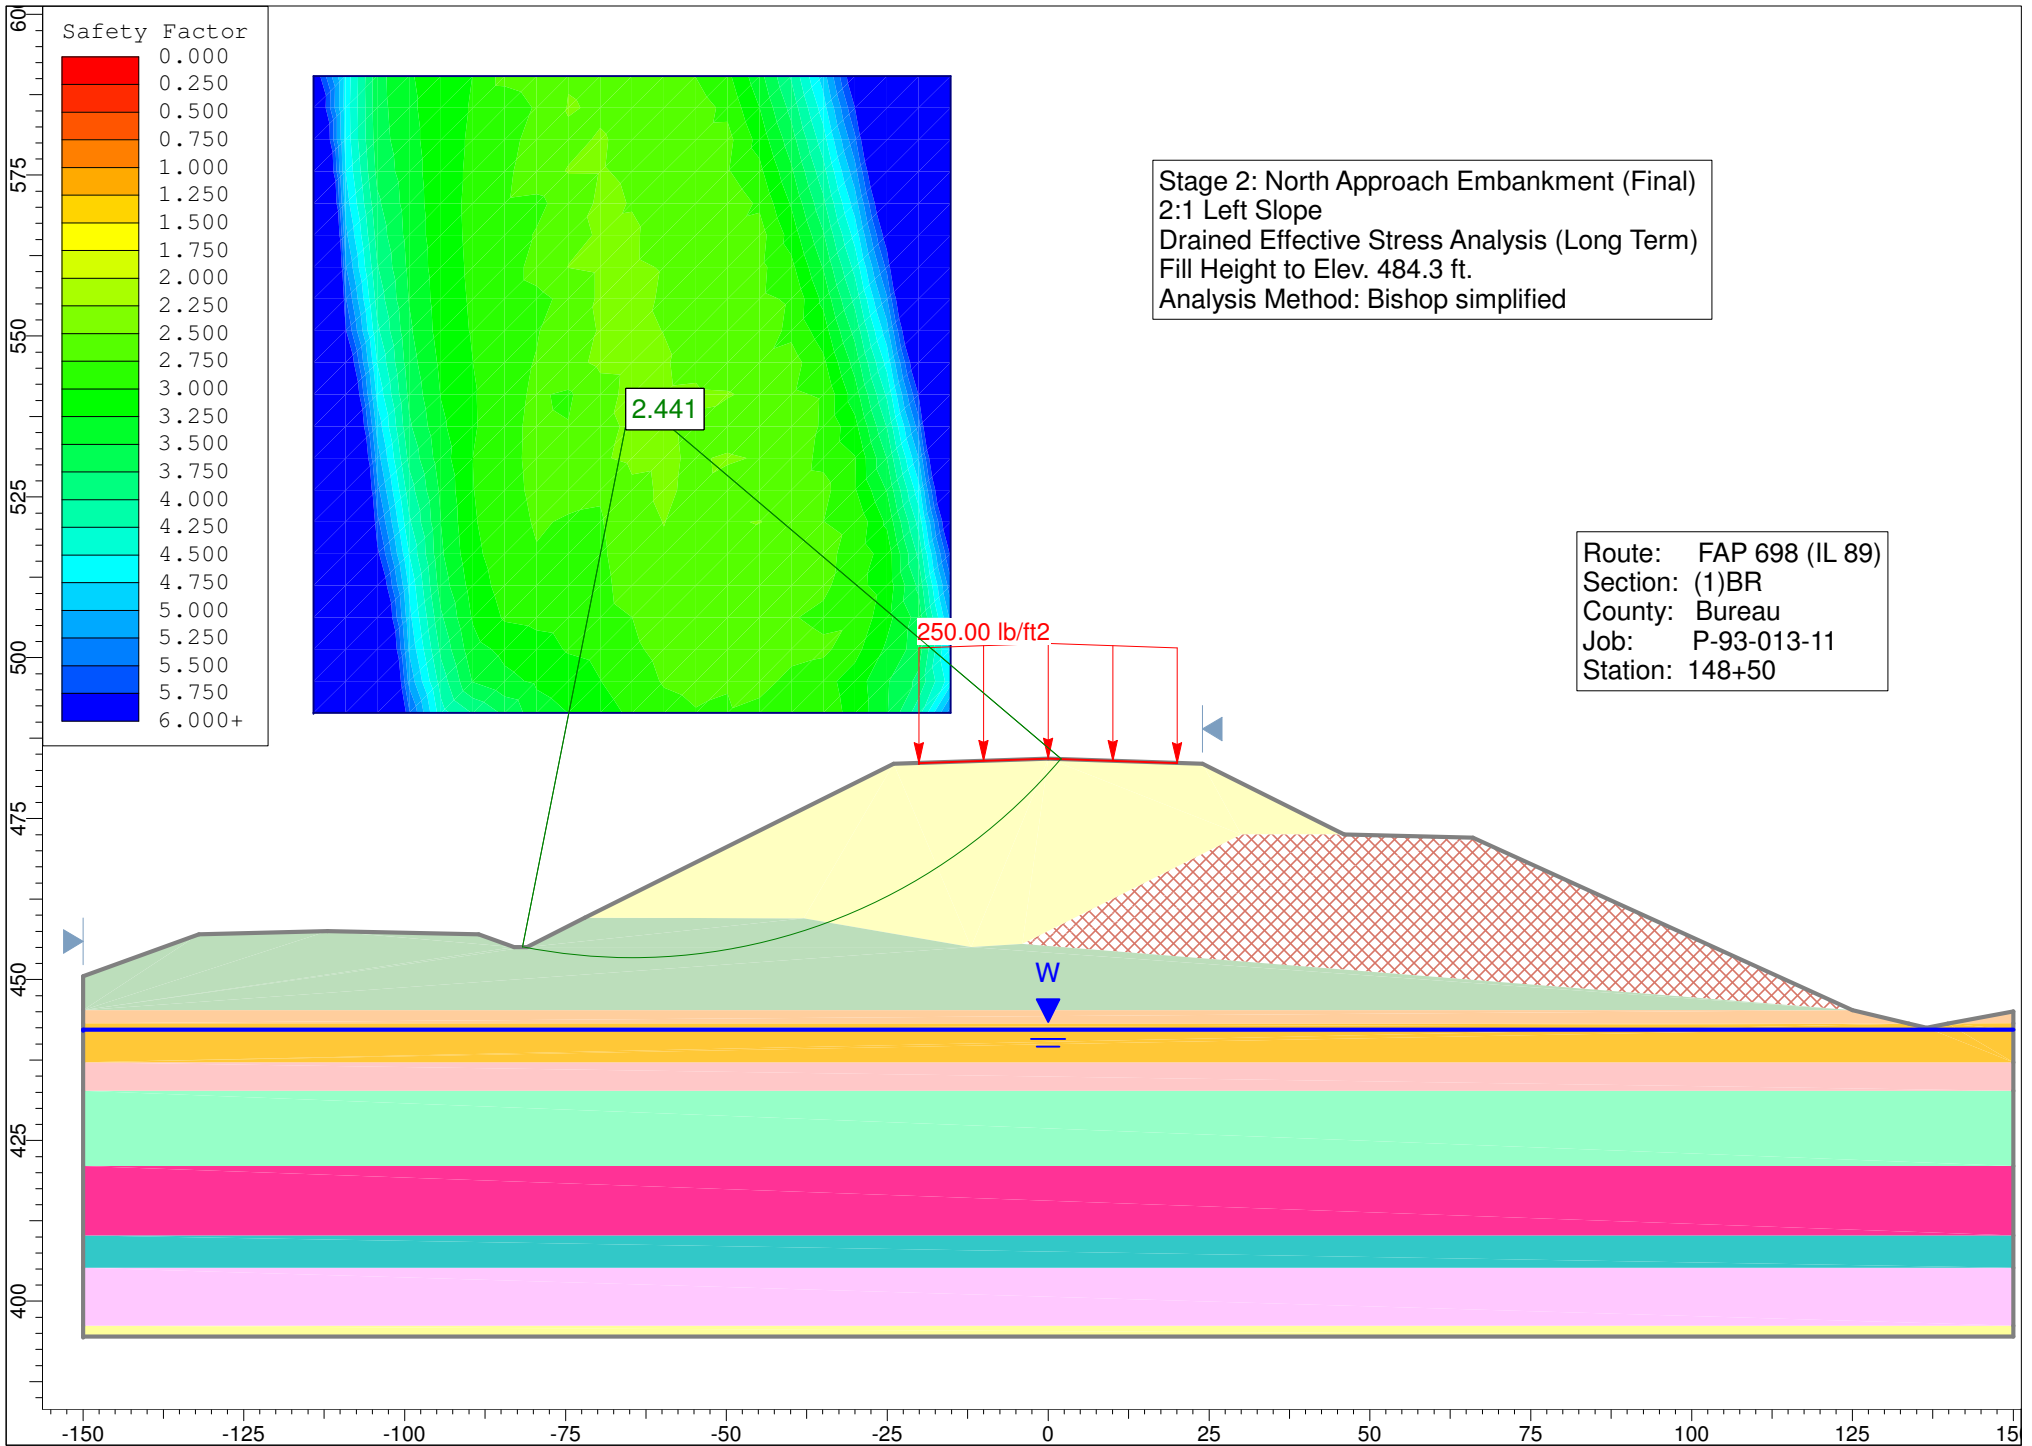 Safety Factor
0.000
0.250
0.500
0.750
1.000
1.250
1.500
1.750
2.000
2.250
2.500
2.750
3.000
3.250
3.500
3.750
4.000
4.250
4.500
4.750
5.000
5.250
5.500
5.750
6.000+
Stage 2: North Approach Embankment (Final)
2:1 Left Slope
Drained Effective Stress Analysis (Long Term)
Fill Height to Elev. 484.3 ft.
Analysis Method: Bishop simplified
2.441
Route: FAP 698 (IL 89)
Section: (1)BR
County: Bureau
Job: P-93-013-11
Station: 148+50
250.00 lb/ft2
W
60
575
550
525
500
475
450
425
400
-150 -125 -100 -75 -50 -25 0 25 50 75 100 125 15